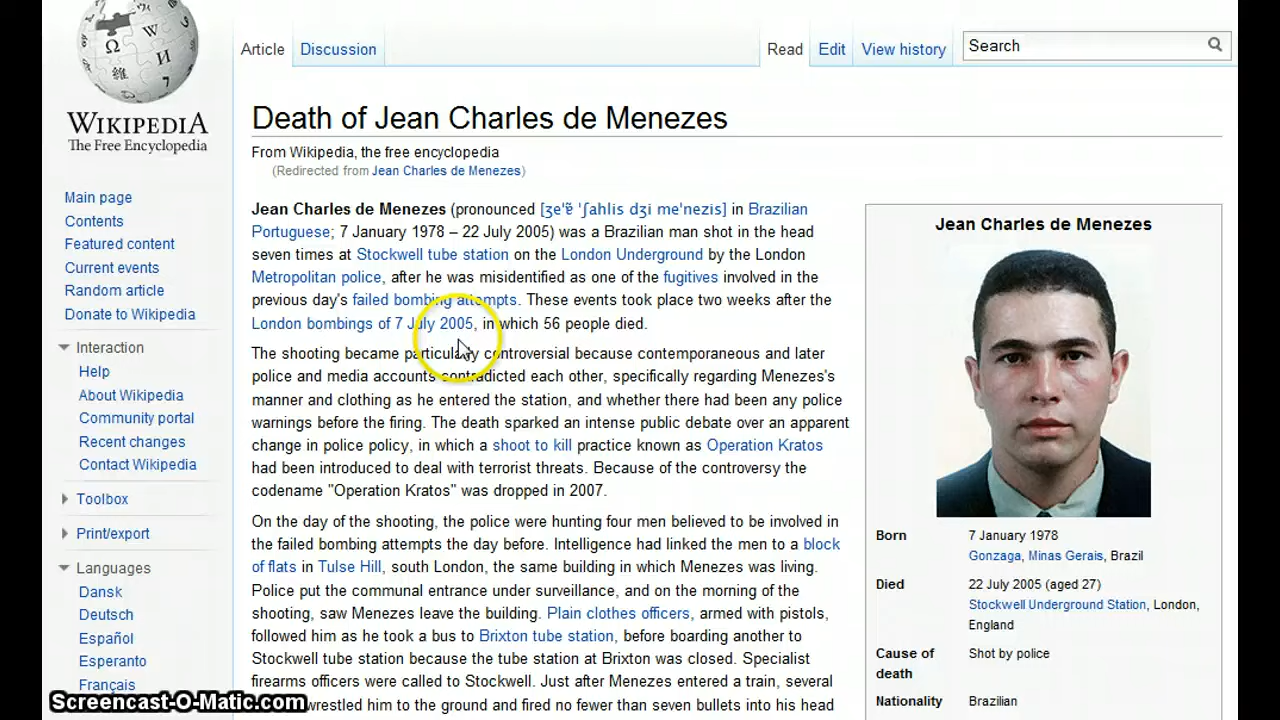 Article
Discussion
Read
Edit
View history
Search
WIKIPEDIA
The Free Encyclopedia
Main page
Contents
Featured content
Current events
Random article
Donate to Wikipedia
Interaction
Help
About Wikipedia
Community portal
Recent changes
Contact Wikipedia
Toolbox
Print/export
Languages
Dansk
Deutsch
Español
Esperanto
Français
Death of Jean Charles de Menezes
From Wikipedia, the free encyclopedia
(Redirected from Jean Charles de Menezes)
Jean Charles de Menezes (pronounced [ʒeˈɐ̃ ˈʃahlis dʒi meˈnezis] in Brazilian
Portuguese; 7 January 1978 – 22 July 2005) was a Brazilian man shot in the head
seven times at Stockwell tube station on the London Underground by the London
Metropolitan police, after he was misidentified as one of the fugitives involved in the
previous day's failed bombing attempts. These events took place two weeks after the
London bombings of 7 July 2005, in which 56 people died.
The shooting became particularly controversial because contemporaneous and later
police and media accounts contradicted each other, specifically regarding Menezes's
manner and clothing as he entered the station, and whether there had been any police
warnings before the firing. The death sparked an intense public debate over an apparent
change in police policy, in which a shoot to kill practice known as Operation Kratos
had been introduced to deal with terrorist threats. Because of the controversy the
codename "Operation Kratos" was dropped in 2007.
On the day of the shooting, the police were hunting four men believed to be involved in
the failed bombing attempts the day before. Intelligence had linked the men to a block
of flats in Tulse Hill, south London, the same building in which Menezes was living.
Police put the communal entrance under surveillance, and on the morning of the
shooting, saw Menezes leave the building. Plain clothes officers, armed with pistols,
followed him as he took a bus to Brixton tube station, before boarding another to
Stockwell tube station because the tube station at Brixton was closed. Specialist
firearms officers were called to Stockwell. Just after Menezes entered a train, several
wrestled him to the ground and fired no fewer than seven bullets into his head
Jean Charles de Menezes
Born 7 January 1978
Gonzaga, Minas Gerais, Brazil
Died 22 July 2005 (aged 27)
Stockwell Underground Station, London,
England
Cause of death Shot by police
Nationality Brazilian
Screencast-O-Matic.com